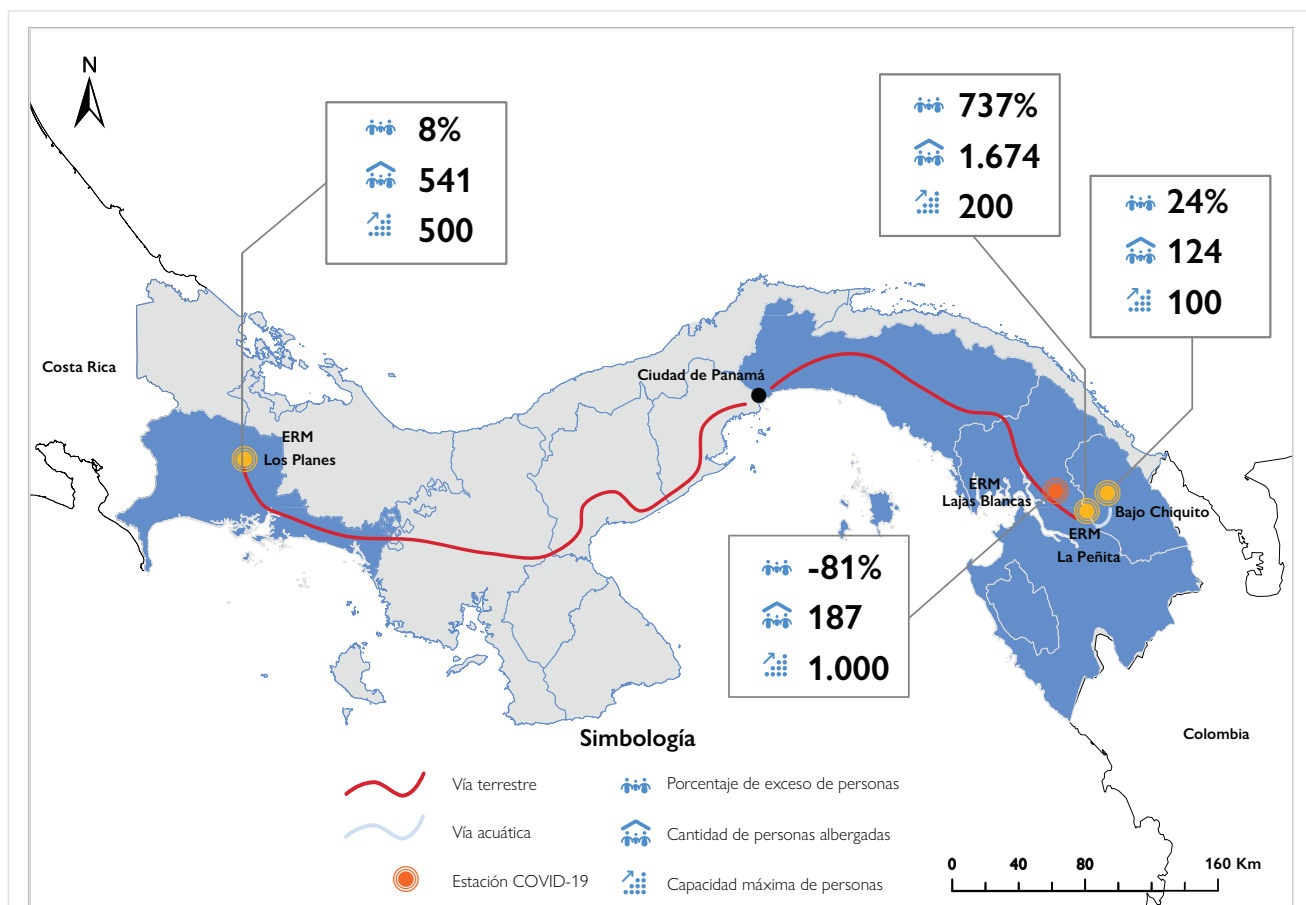 N
8%
541
500
737%
1.674
200
24%
124
100
Costa Rica
Ciudad de Panamá
ERM
Los Planes
ERM
Lajas Blancas
Bajo Chiquito
ERM
La Peñita
-81%
187
1.000
Colombia
Simbología
Vía terrestre
Porcentaje de exceso de personas
Vía acuática
Cantidad de personas albergadas
Estación COVID-19
Capacidad máxima de personas
0 40 80 160 Km